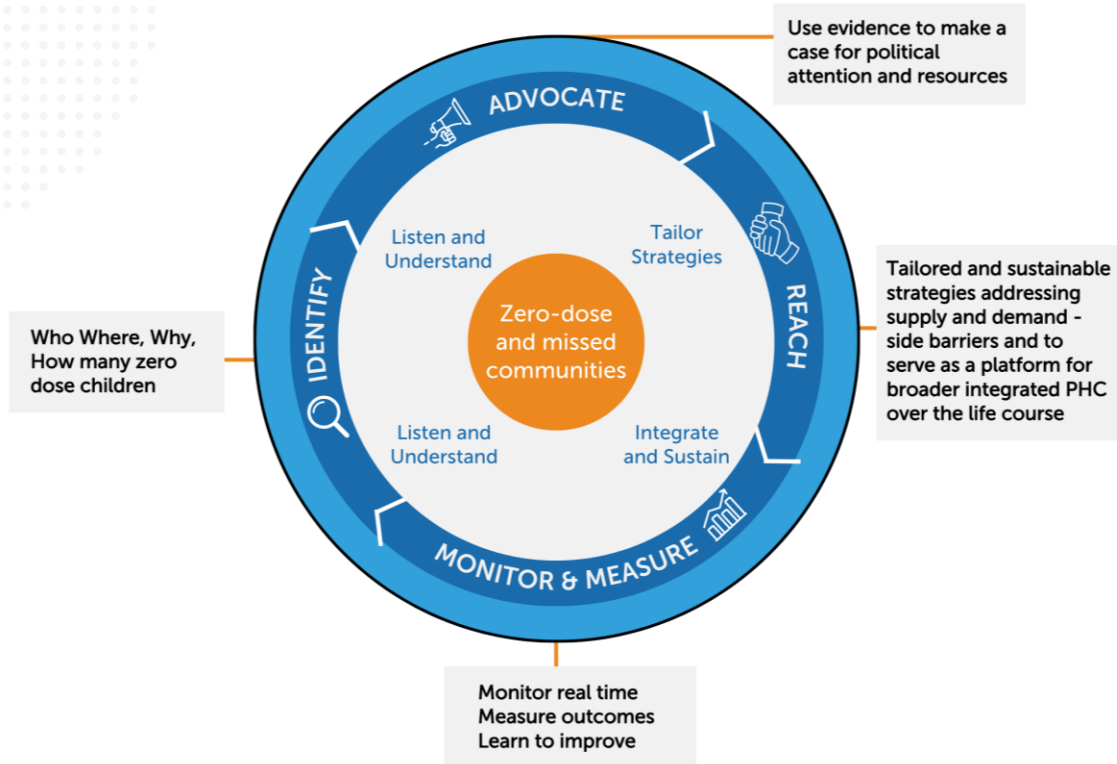 Use evidence to make a
case for political
attention and resources
ADVOCATE
Listen and
Understand
Tailor
Strategies
REACH
Tailored and sustainable
strategies addressing
supply and demand -
side barriers and to
serve as a platform for
broader integrated PHC
over the life course
IDENTIFY
Who Where, Why,
How many zero
dose children
Zero-dose
and missed
communities
Listen and
Understand
Integrate
and Sustain
MONITOR & MEASURE
Monitor real time
Measure outcomes
Learn to improve